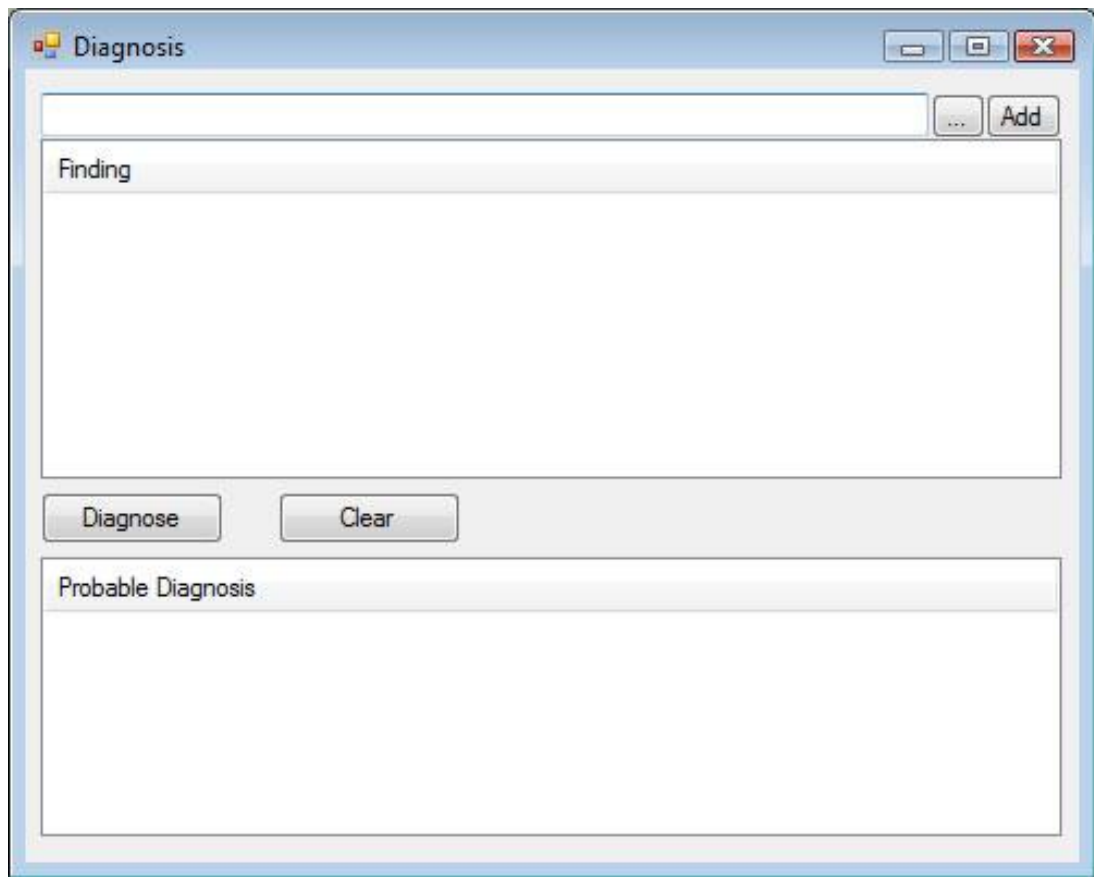 Diagnosis
... Add
Finding
Diagnose Clear
Probable Diagnosis